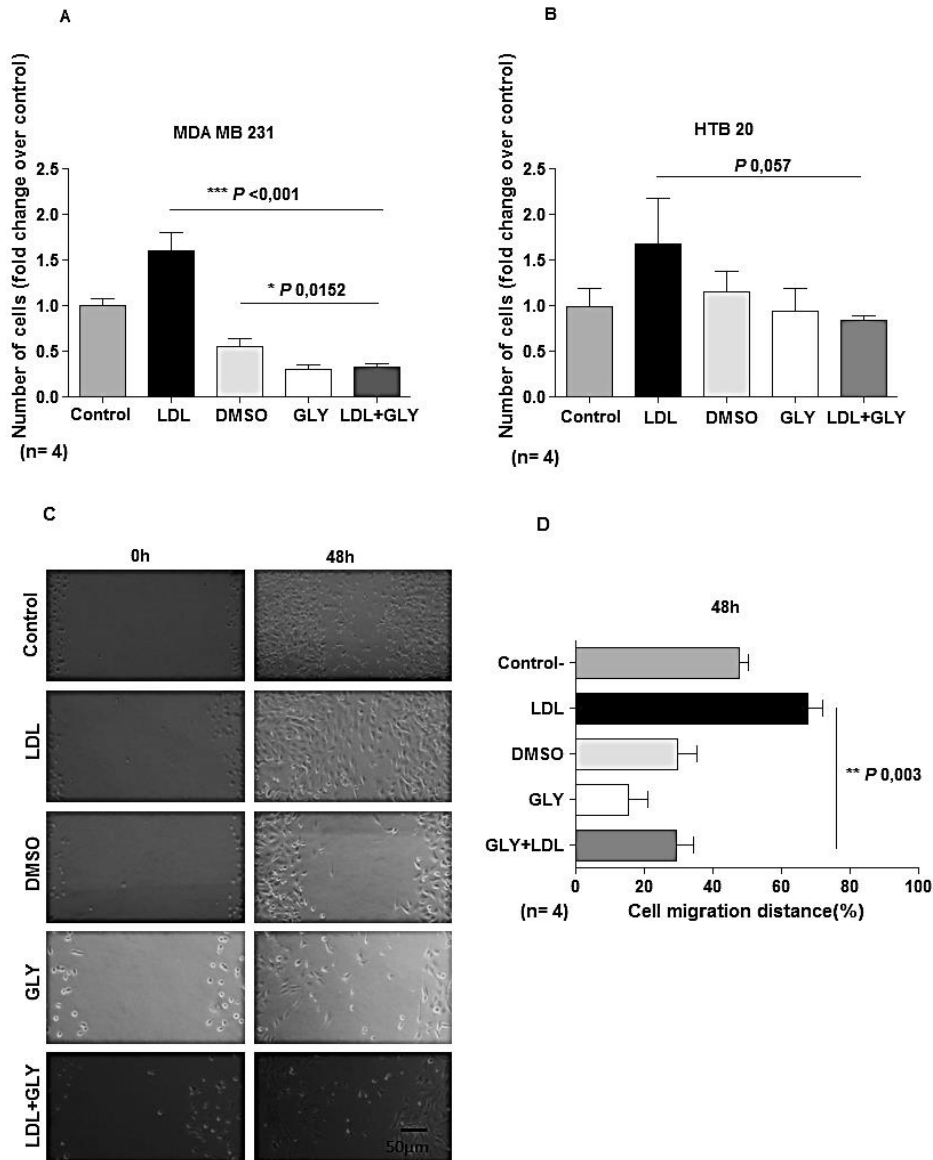 A
MDA MB 231
Number of cells (fold change over control)
2.5
2.0
1.5
1.0
0.5
0.0
*** P <0,001
* P 0,0152
Control LDL DMSO GLY LDL+GLY
(n= 4)
B
HTB 20
Number of cells (fold change over control)
2.5
2.0
1.5
1.0
0.5
0.0
P 0,057
Control LDL DMSO GLY LDL+GLY
(n= 4)
C
0h 48h
Control
LDL
DMSO
GLY
LDL+GLY
50µm
D
48h
Control-
LDL
DMSO
GLY
GLY+LDL
** P 0,003
0 20 40 60 80 100
(n= 4) Cell migration distance(%)